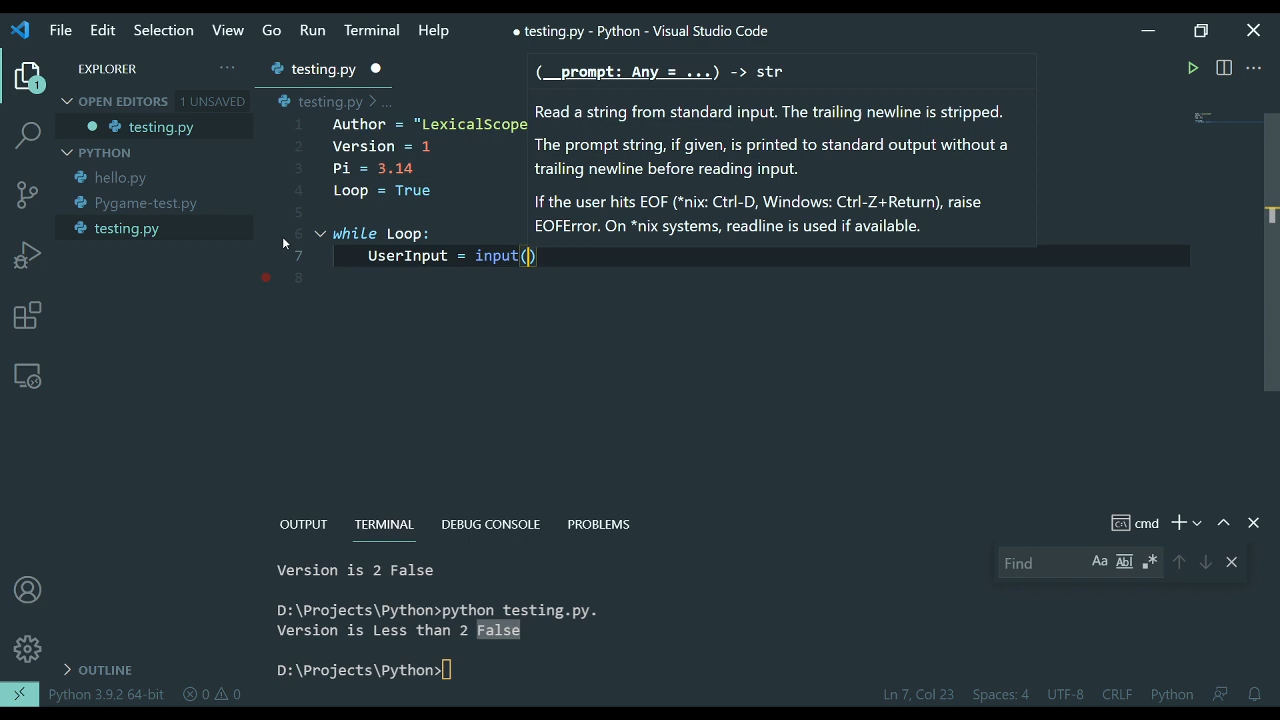 File Edit Selection View Go Run Terminal Help ● testing.py - Python - Visual Studio Code
EXPLORER ··· testing.py ●
OPEN EDITORS 1 UNSAVED
testing.py
PYTHON
hello.py
Pygame-test.py
testing.py
OUTLINE
1
testing.py > ...
1 Author = "LexicalScope
2 Version = 1
3 Pi = 3.14
4 Loop = True
5
6 while Loop:
7 UserInput = input()
8
(__prompt: Any = ...) -> str
Read a string from standard input. The trailing newline is stripped.
The prompt string, if given, is printed to standard output without a
trailing newline before reading input.
If the user hits EOF (*nix: Ctrl-D, Windows: Ctrl-Z+Return), raise
EOFError. On *nix systems, readline is used if available.
OUTPUT TERMINAL DEBUG CONSOLE PROBLEMS cmd
Find Aa Abl .*
Version is 2 False
D:\Projects\Python>python testing.py.
Version is Less than 2 False
D:\Projects\Python>
Python 3.9.2 64-bit 0 0 Ln 7, Col 23 Spaces: 4 UTF-8 CRLF Python